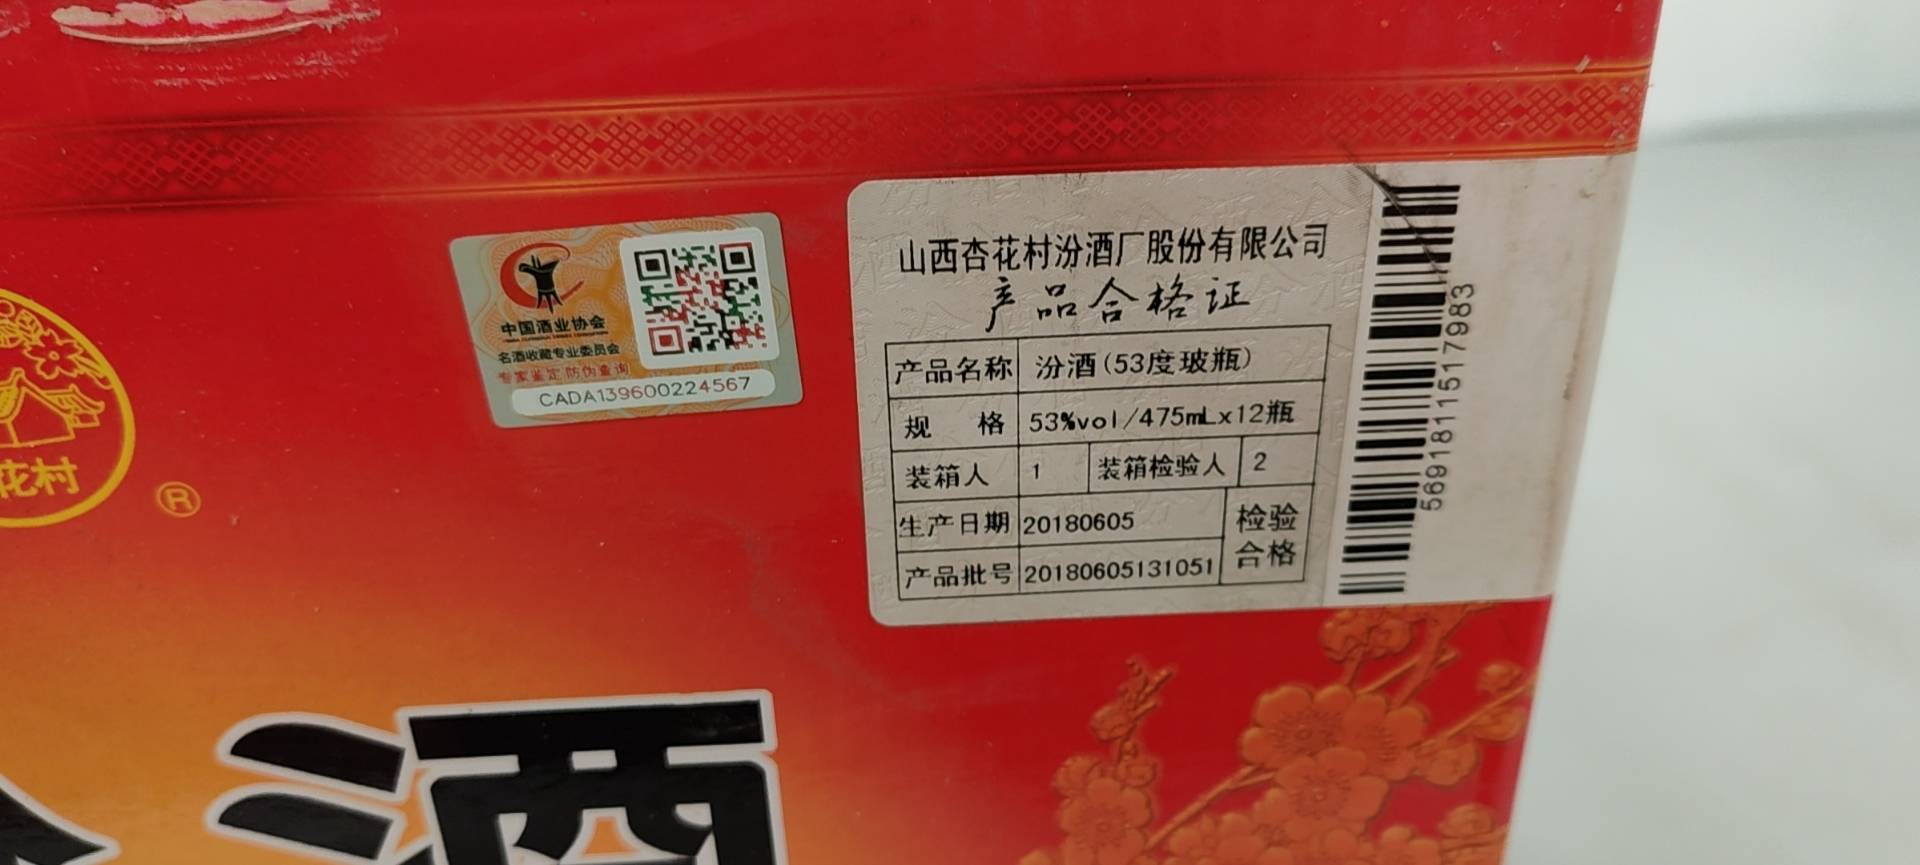 中国酒业协会
名酒收藏专业委员会
专家鉴定 防伪查询
CADA139600224567
山西杏花村汾酒厂股份有限公司
产品合格证
产品名称 汾酒(53度玻瓶)
规 格 53%vol/475mLx12瓶
装箱人 1 装箱检验人 2
生产日期 20180605 检验
产品批号 20180605131051 合格
5691811517983
花村
®
酒